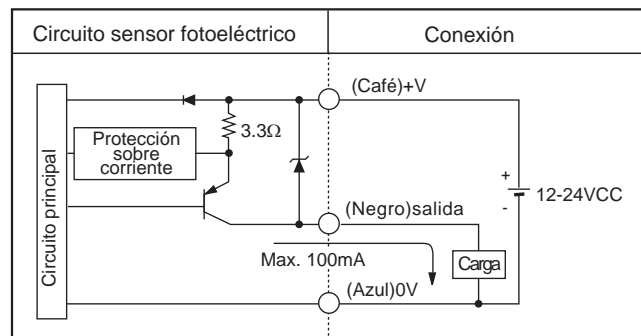 Circuito sensor fotoeléctrico
Conexión
(Café)+V
3.3Ω
Protección
sobre
corriente
Circuito principal
+
-
12-24VCC
(Negro)salida
Max. 100mA
Carga
(Azul)0V